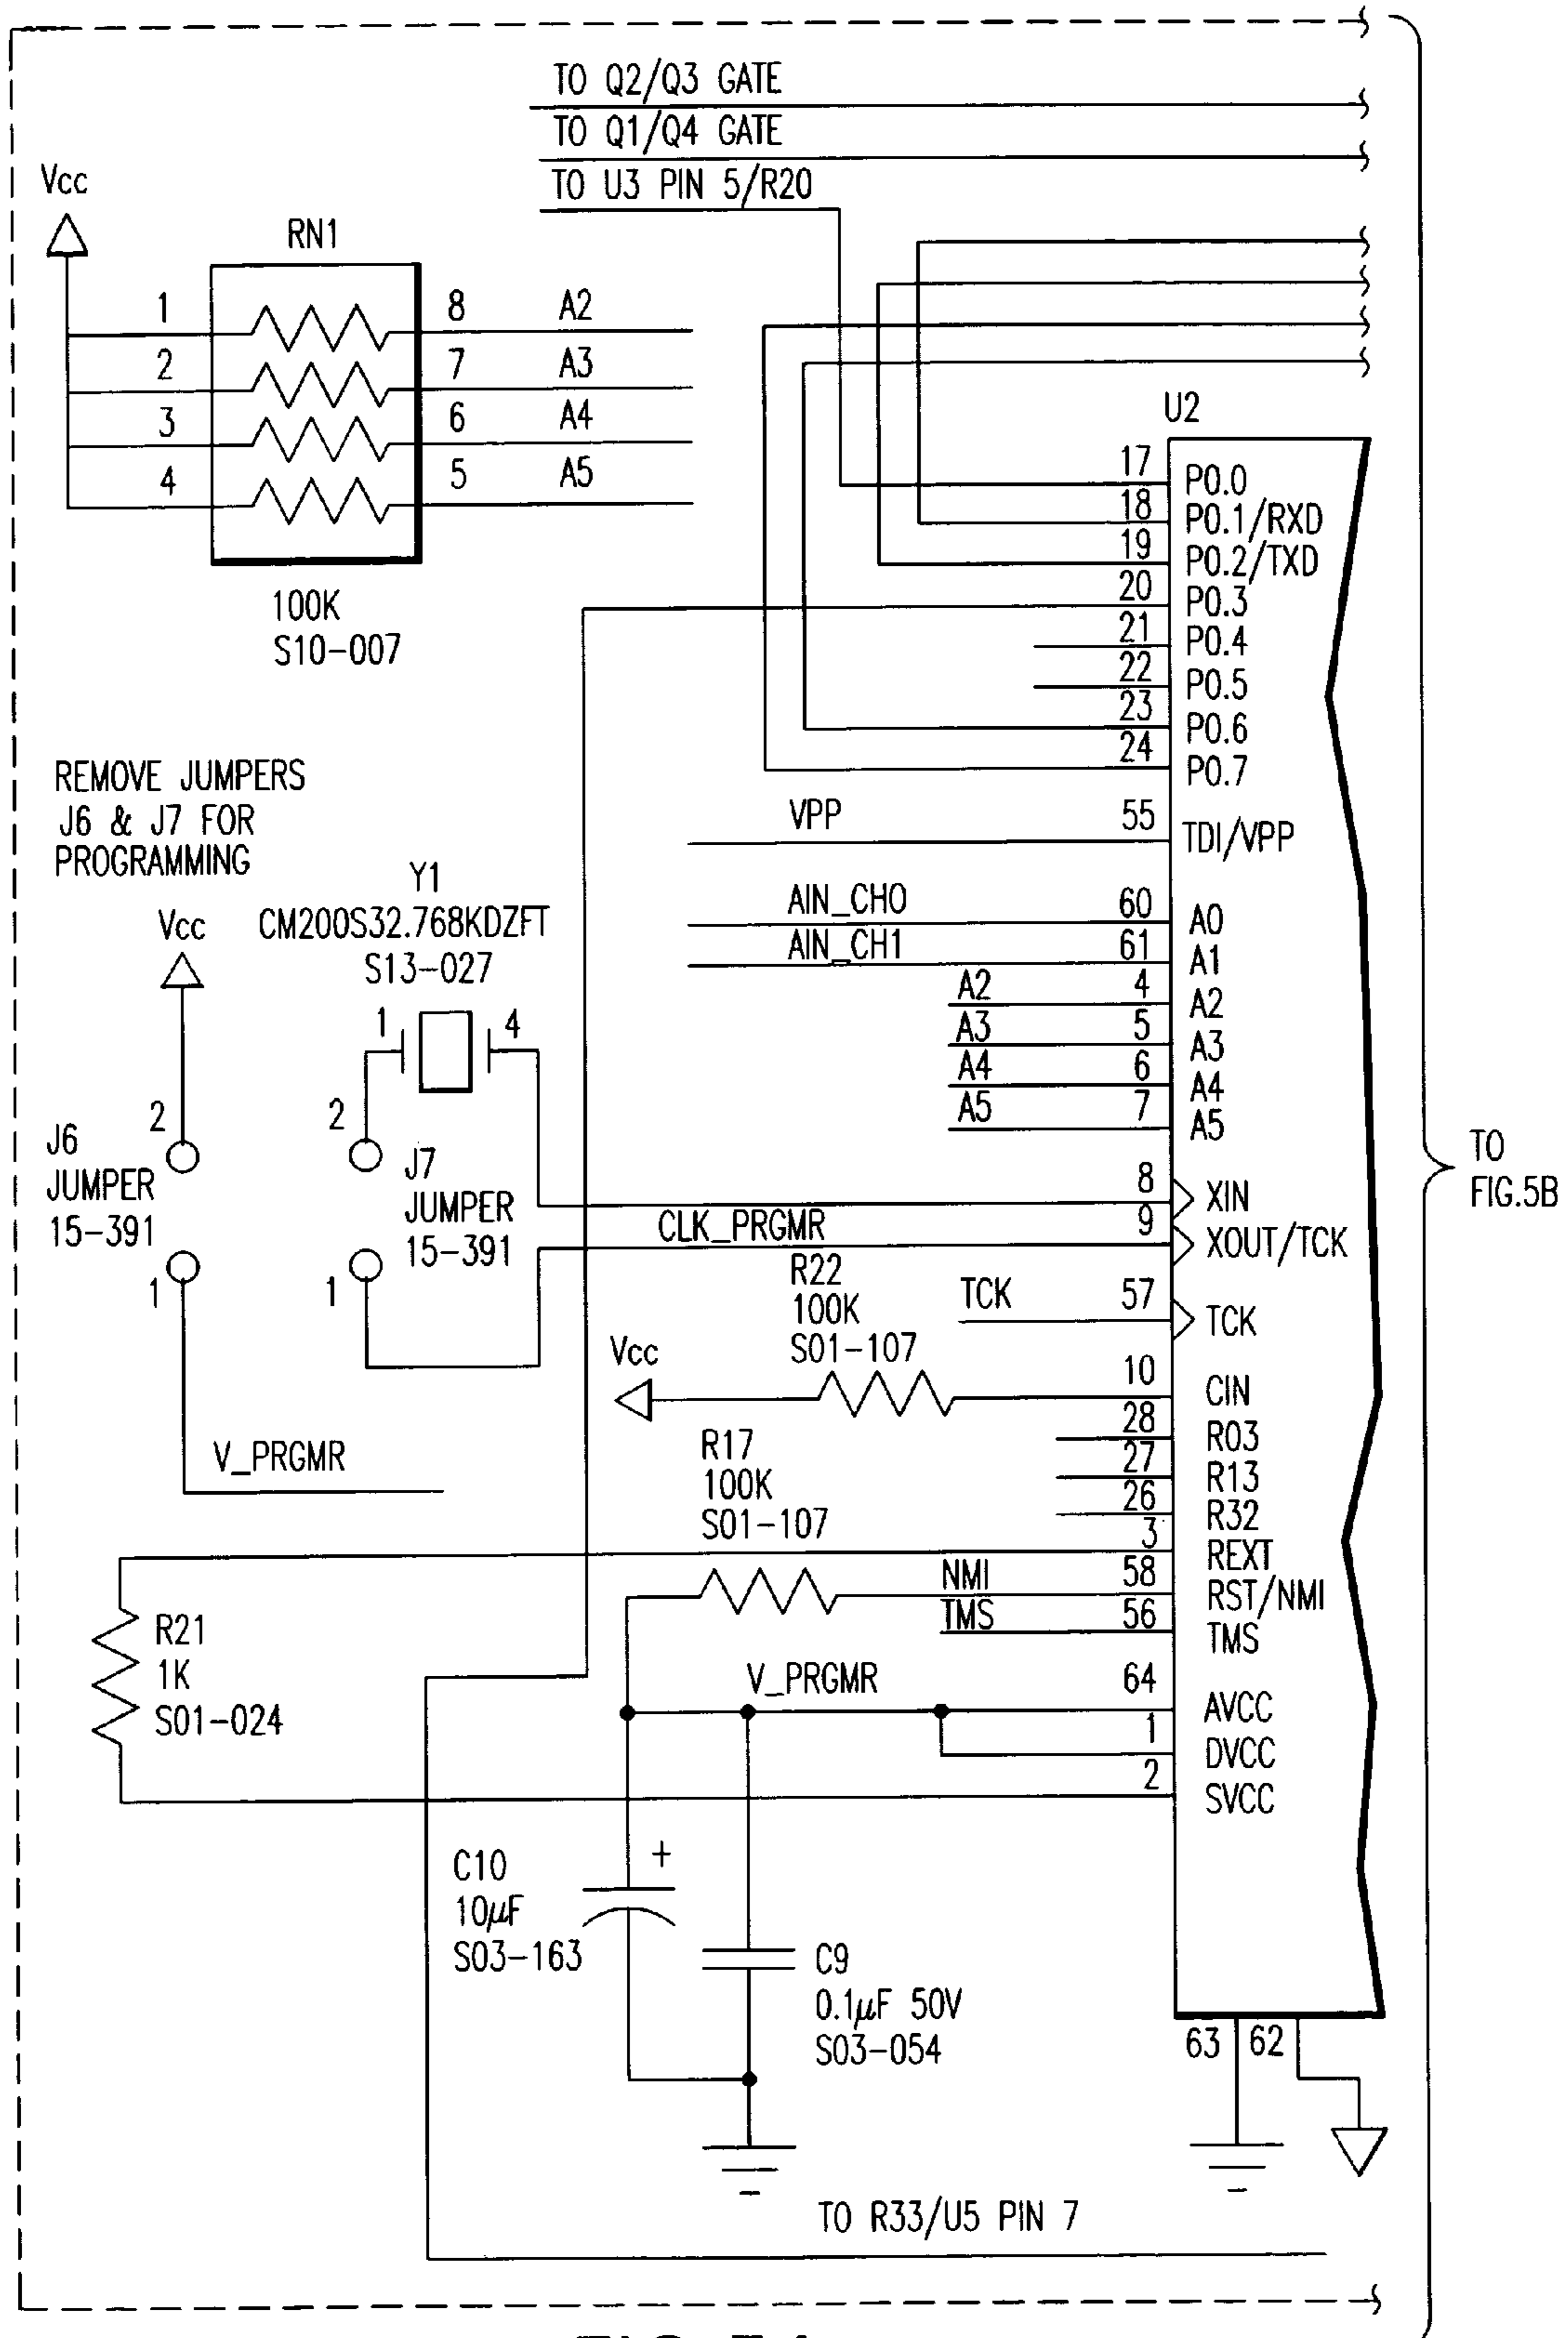 TO Q2/Q3 GATE
TO Q1/Q4 GATE
TO U3 PIN 5/R20
Vcc
RN1
1 8 A2
2 7 A3
3 6 A4
4 5 A5
100K
S10-007
U2
17 P0.0
18 P0.1/RXD
19 P0.2/TXD
20 P0.3
21 P0.4
22 P0.5
23 P0.6
24 P0.7
REMOVE JUMPERS
J6 & J7 FOR
PROGRAMMING
VPP 55 TDI/VPP
Y1
CM200S32.768KDZFT
S13-027
Vcc
1 4
AIN_CH0 60 A0
AIN_CH1 61 A1
A2 4 A2
A3 5 A3
A4 6 A4
A5 7 A5
2
J6
JUMPER
15-391
1
2
J7
JUMPER
15-391
1
TO
FIG.5B
8 XIN
CLK_PRGMR 9 XOUT/TCK
R22
100K
S01-107
TCK 57 TCK
Vcc
10 CIN
28 R03
27 R13
26 R32
V_PRGMR
R17
100K
S01-107
3 REXT
NMI 58 RST/NMI
TMS 56 TMS
R21
1K
S01-024
V_PRGMR 64 AVCC
1 DVCC
2 SVCC
+
C10
10μF
S03-163
C9
0.1μF 50V
S03-054
63 62
TO R33/U5 PIN 7